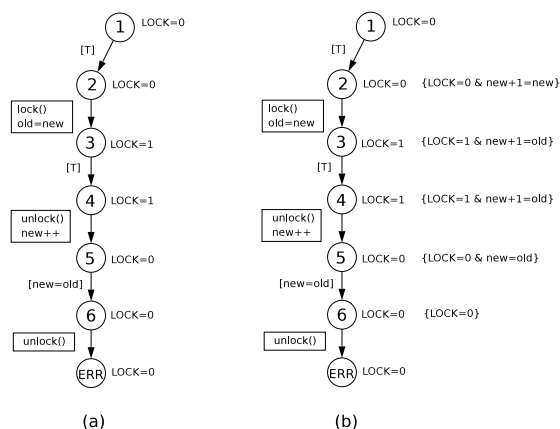 1 LOCK=0
[T]
2 LOCK=0
lock()
old=new
3 LOCK=1
[T]
4 LOCK=1
unlock()
new++
5 LOCK=0
[new=old]
6 LOCK=0
unlock()
ERR LOCK=0
(a)
1 LOCK=0
[T]
2 LOCK=0 {LOCK=0 & new+1=new}
lock()
old=new
3 LOCK=1 {LOCK=1 & new+1=old}
[T]
4 LOCK=1 {LOCK=1 & new+1=old}
unlock()
new++
5 LOCK=0 {LOCK=0 & new=old}
[new=old]
6 LOCK=0 {LOCK=0}
unlock()
ERR LOCK=0
(b)